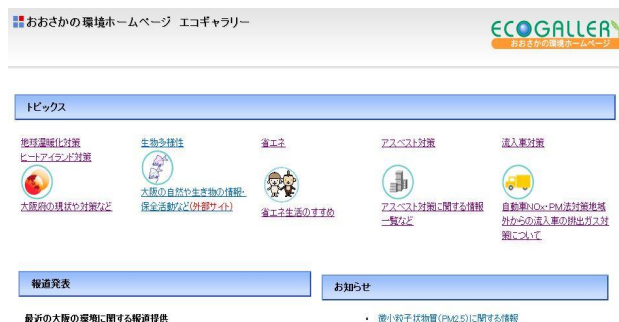 おおさかの環境ホームページ エコギャラリー
ECOGALLERY
おおさかの環境ホームページ
トピックス
地球温暖化対策
ヒートアイランド対策
大阪府の現状や対策など
生物多様性
大阪の自然や生き物の情報・
保全活動など(外部サイト)
省エネ
省エネ生活のすすめ
アスベスト対策
アスベスト対策に関する情報
一覧など
流入車対策
自動車NOx・PM法対策地域
外からの流入車の排出ガス対
策について
報道発表
お知らせ
最近の大阪の環境に関する報道提供
・ 微小粒子状物質(PM2.5)に関する情報